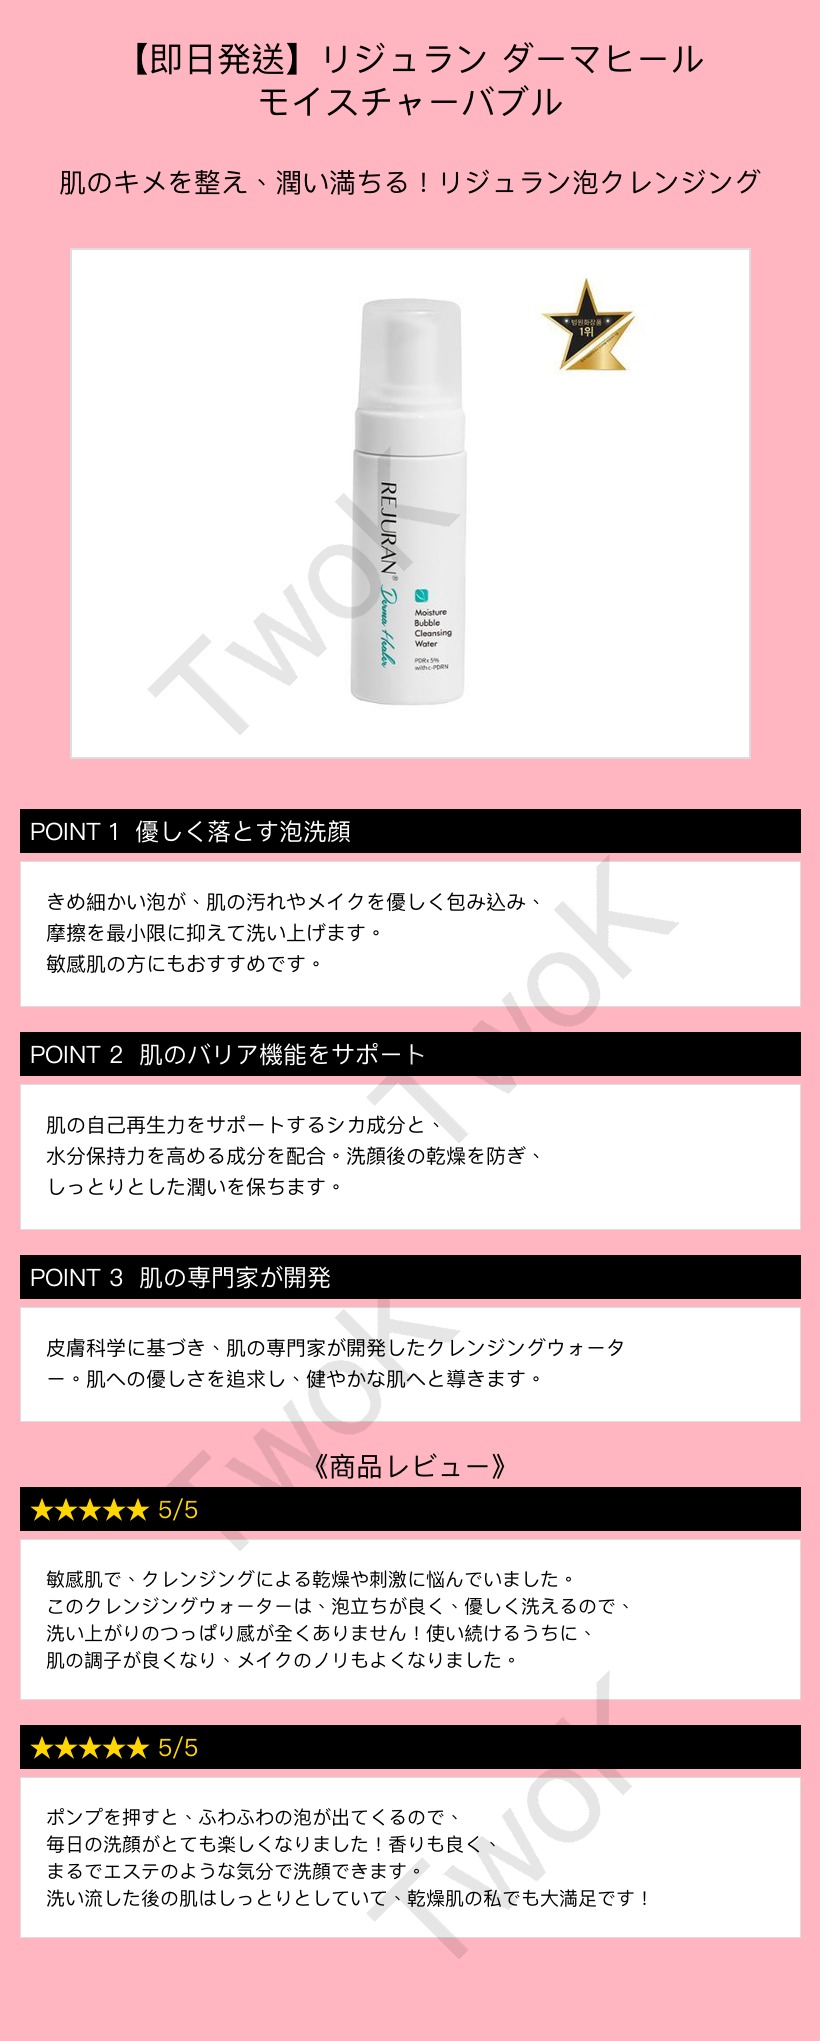 【即日発送】リジュラン ダーマヒール
モイスチャーバブル
肌のキメを整え、潤い満ちる！リジュラン泡クレンジング
병원화장품
1위
REJURAN®
Derma Healer
Moisture
Bubble
Cleansing
Water
PDRx 5%
with c-PDRN
TwoK
POINT 1 優しく落とす泡洗顔
きめ細かい泡が、肌の汚れやメイクを優しく包み込み、
摩擦を最小限に抑えて洗い上げます。
敏感肌の方にもおすすめです。
TwoK
POINT 2 肌のバリア機能をサポート
肌の自己再生力をサポートするシカ成分と、
水分保持力を高める成分を配合。洗顔後の乾燥を防ぎ、
しっとりとした潤いを保ちます。
POINT 3 肌の専門家が開発
皮膚科学に基づき、肌の専門家が開発したクレンジングウォータ
ー。肌への優しさを追求し、健やかな肌へと導きます。
TwoK
《商品レビュー》
★★★★★ 5/5
敏感肌で、クレンジングによる乾燥や刺激に悩んでいました。
このクレンジングウォーターは、泡立ちが良く、優しく洗えるので、
洗い上がりのつっぱり感が全くありません！使い続けるうちに、
肌の調子が良くなり、メイクのノリもよくなりました。
★★★★★ 5/5
ポンプを押すと、ふわふわの泡が出てくるので、
毎日の洗顔がとても楽しくなりました！香りも良く、
まるでエステのような気分で洗顔できます。
洗い流した後の肌はしっとりとしていて、乾燥肌の私でも大満足です！
TwoK